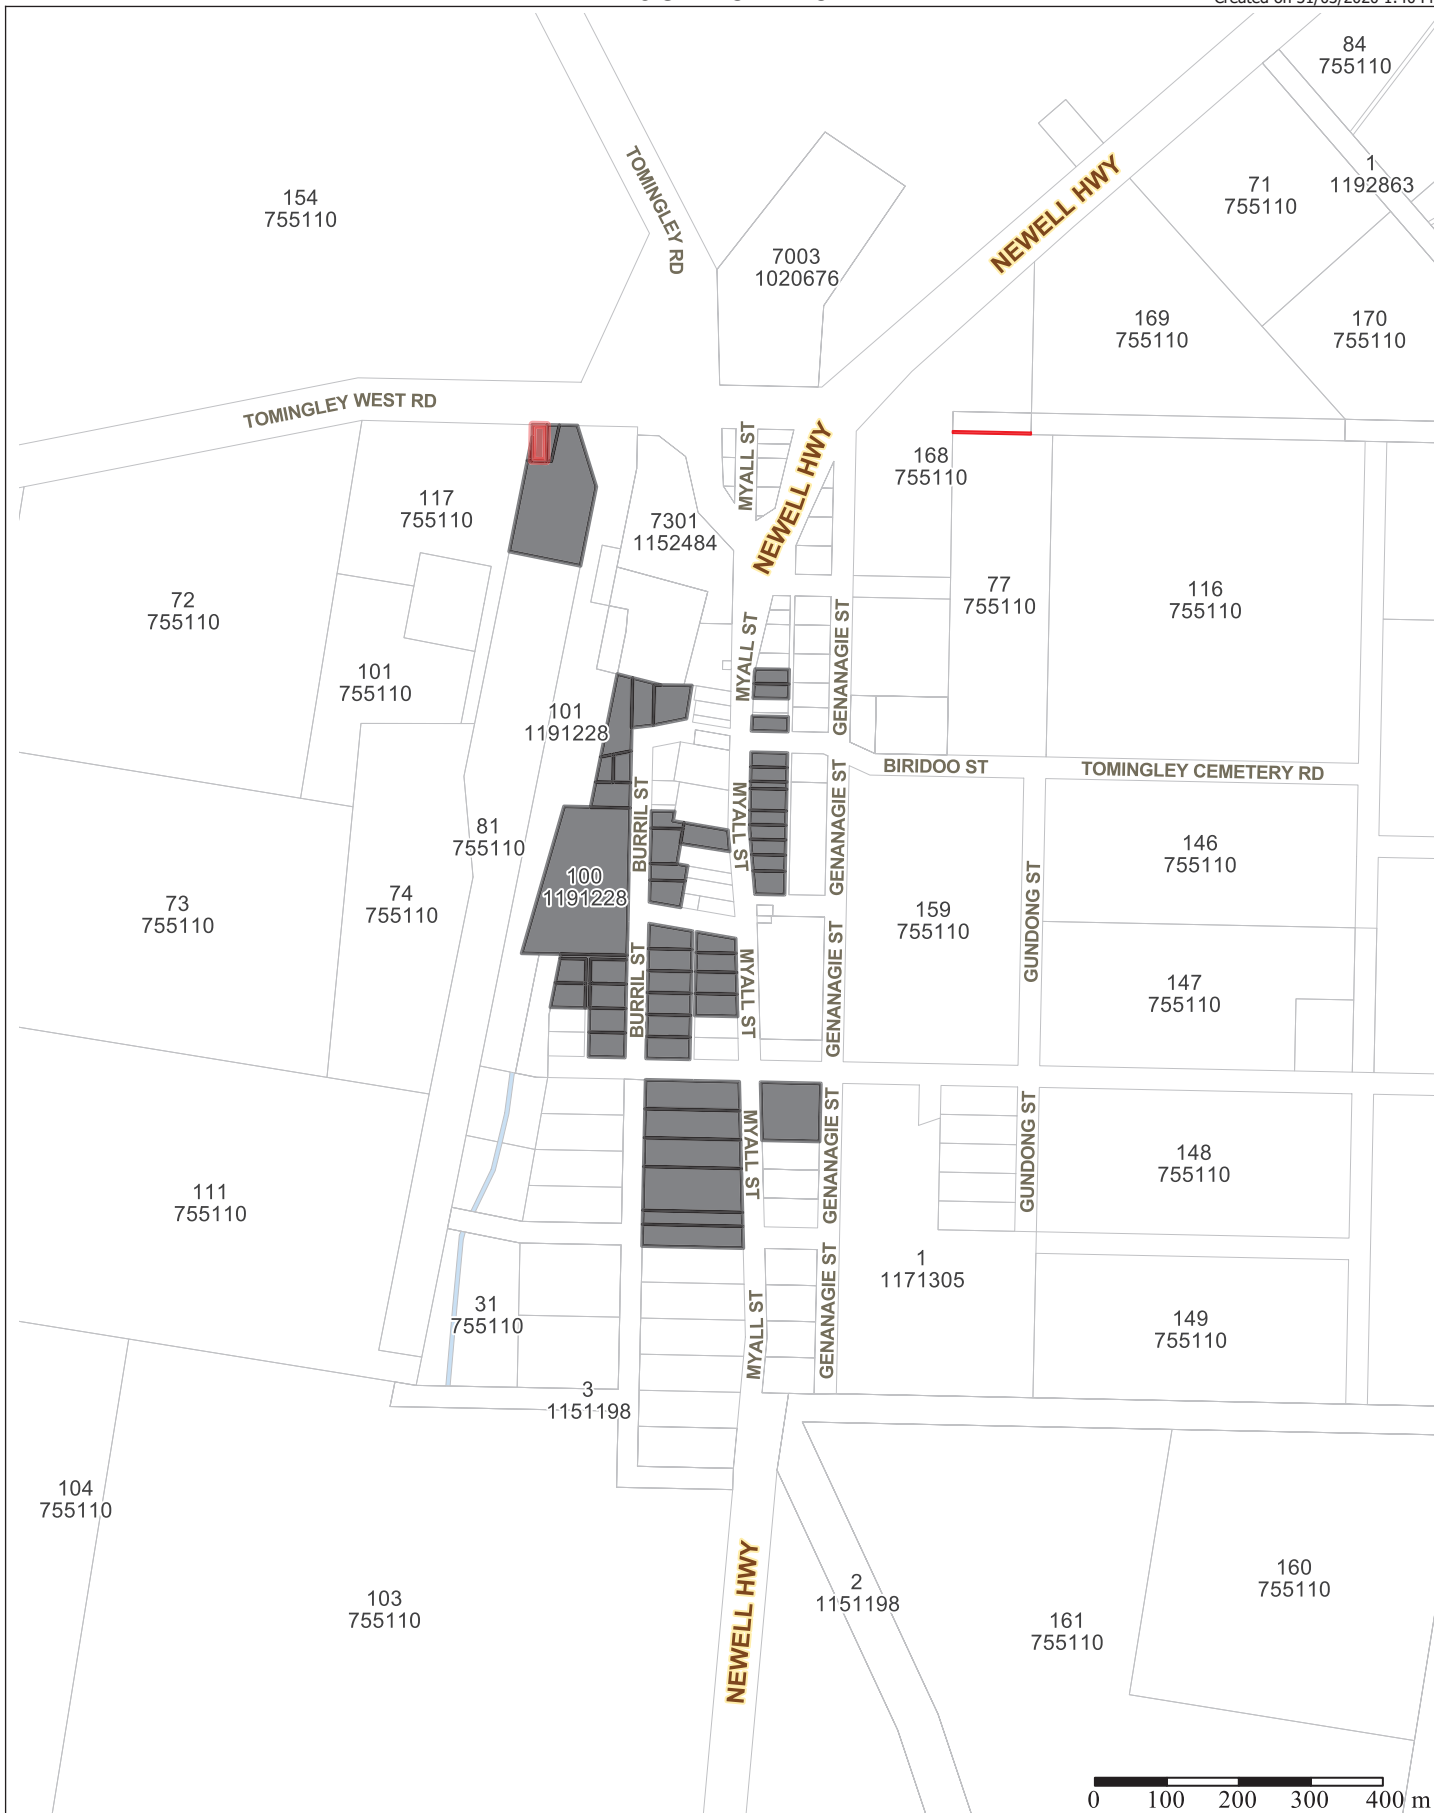 84
755110
1
1192863
154
755110
TOMINGLEY RD
NEWELL HWY
71
755110
7003
1020676
169
755110
170
755110
TOMINGLEY WEST RD
MYALL ST
NEWELL HWY
168
755110
117
755110
7301
1152484
72
755110
77
755110
116
755110
MYALL ST
GENANAGIE ST
101
755110
101
1191228
BIRIDOO ST
TOMINGLEY CEMETERY RD
BURRIL ST
MYALL ST
GENANAGIE ST
81
755110
146
755110
100
1191228
74
755110
73
755110
159
755110
GUNDONG ST
BURRIL ST
MYALL ST
GENANAGIE ST
147
755110
MYALL ST
GENANAGIE ST
GUNDONG ST
148
755110
111
755110
1
1171305
31
755110
MYALL ST
GENANAGIE ST
149
755110
3
1151198
104
755110
NEWELL HWY
103
755110
2
1151198
161
755110
160
755110
0 100 200 300 400 m